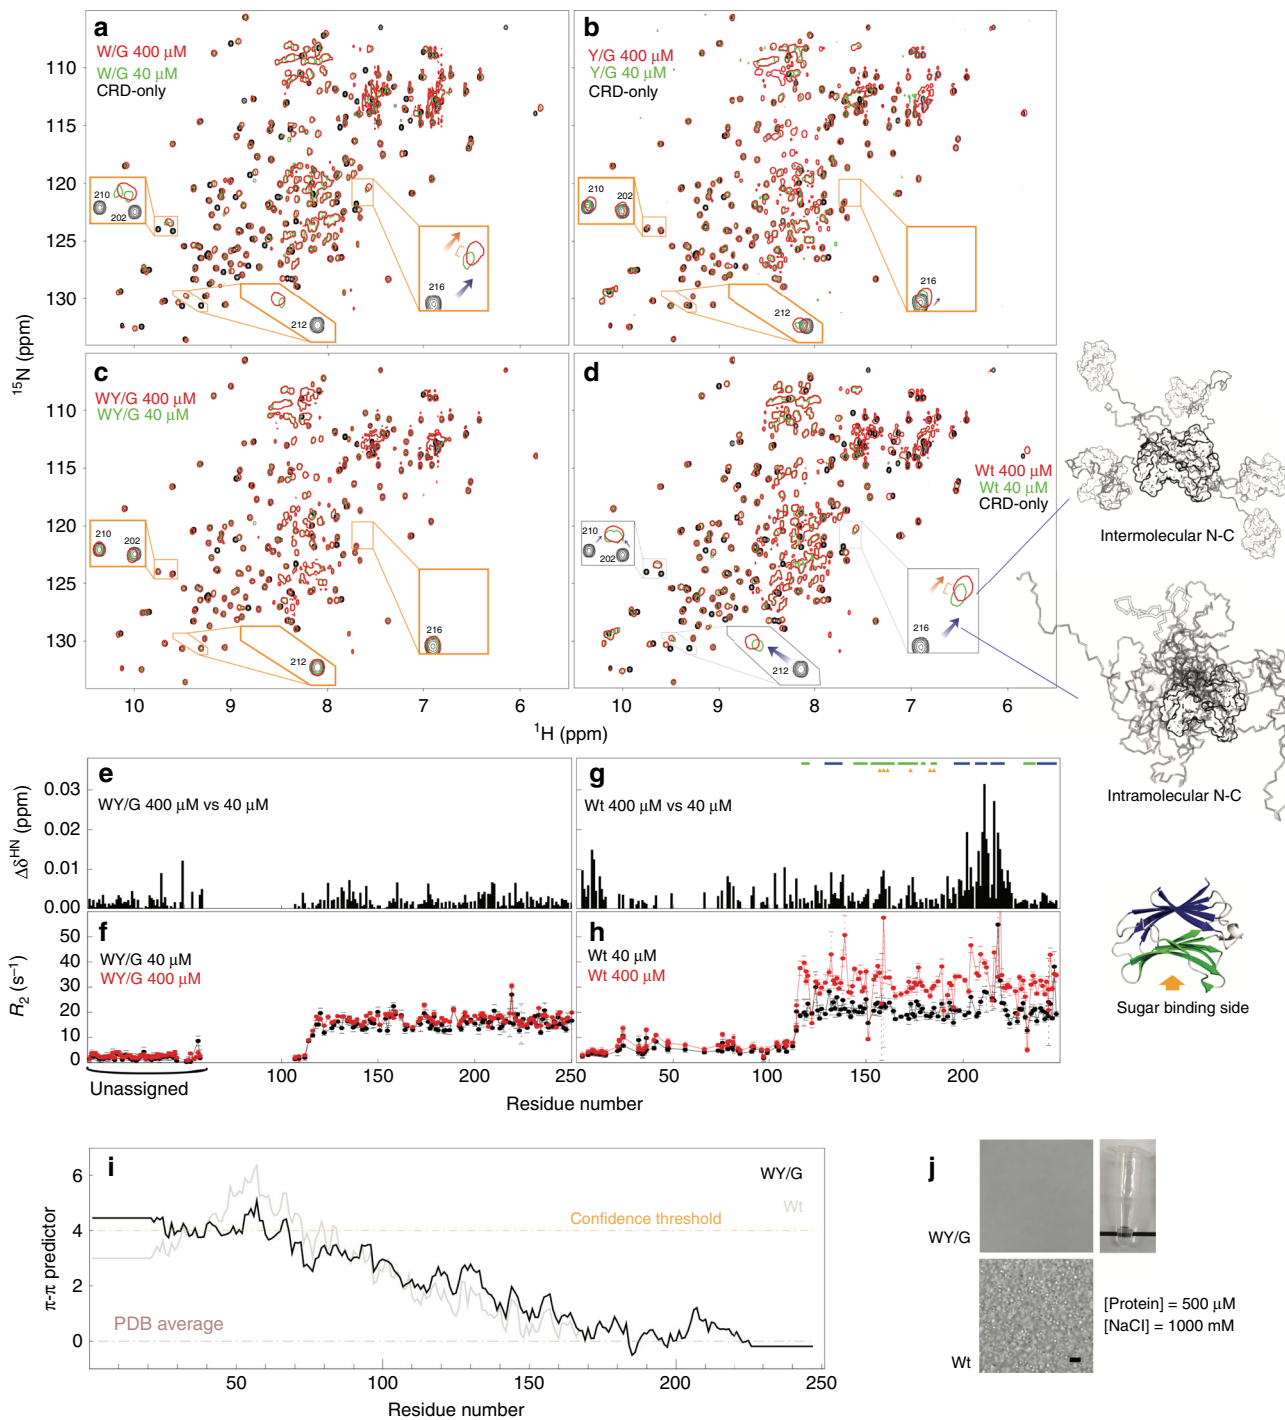 a
W/G 400 μM
W/G 40 μM
CRD-only
110
115
120
125
130
210
202
216
212
b
Y/G 400 μM
Y/G 40 μM
CRD-only
210
202
216
212
15N (ppm)
c
WY/G 400 μM
WY/G 40 μM
110
115
120
125
130
210
202
216
212
10 9 8 7 6
d
Wt 400 μM
Wt 40 μM
CRD-only
210
202
216
212
10 9 8 7 6
1H (ppm)
Intermolecular N-C
Intramolecular N-C
Sugar binding side
e
WY/G 400 μM vs 40 μM
Δδ^HN (ppm)
0.03
0.02
0.01
0.00
g
Wt 400 μM vs 40 μM
f
WY/G 40 μM
WY/G 400 μM
R2 (s−1)
50
40
30
20
10
0
100 150 200 250
Unassigned
h
Wt 40 μM
Wt 400 μM
50 100 150 200
Residue number
i
WY/G
Wt
Confidence threshold
PDB average
π-π predictor
6
4
2
0
50 100 150 200 250
Residue number
j
WY/G
Wt
[Protein] = 500 μM
[NaCl] = 1000 mM